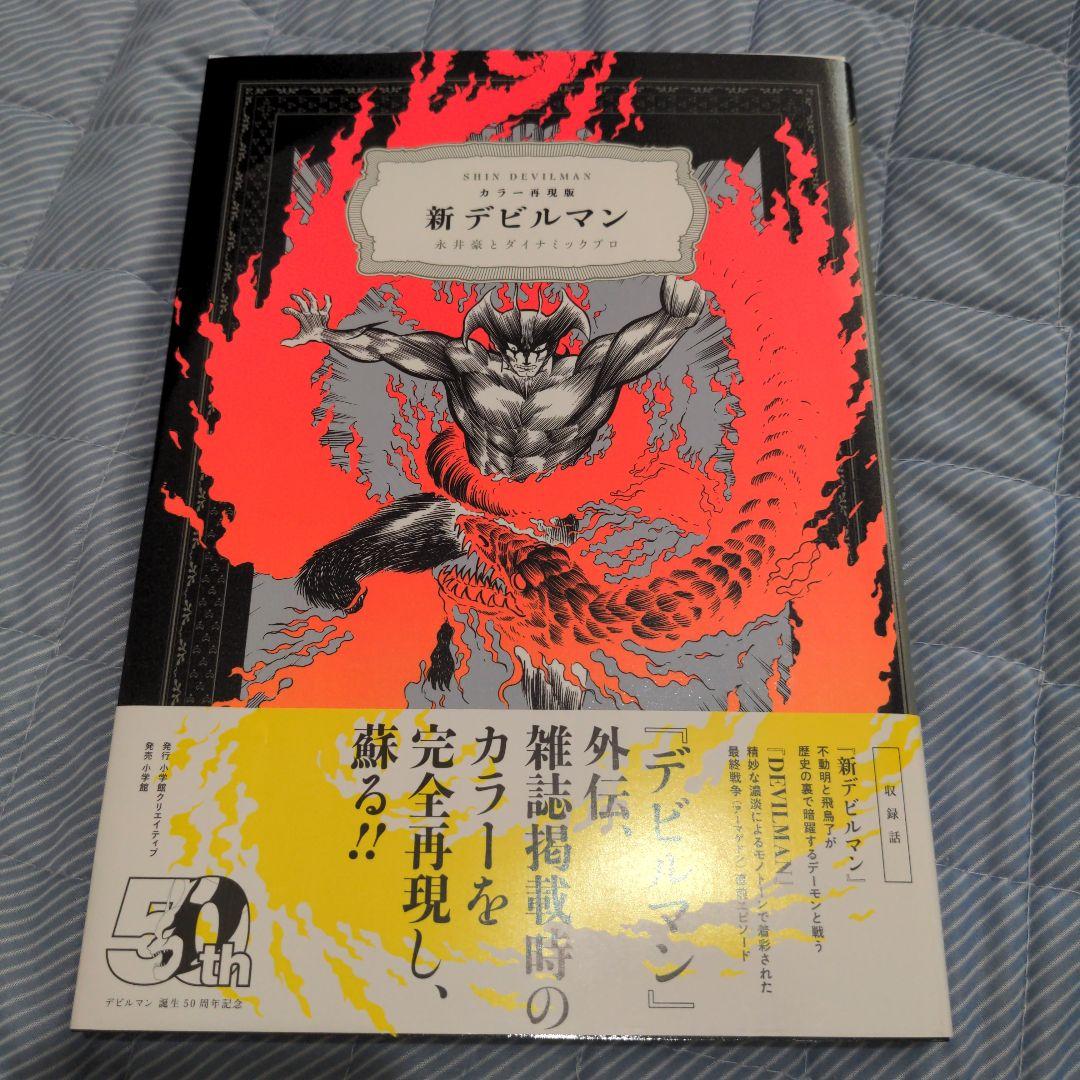 SHIN DEVILMAN
カラー再現版
新デビルマン
永井豪とダイナミックプロ
収録話
『新デビルマン』
不動明と飛鳥了が
歴史の裏で暗躍するデーモンと戦う
『DEVILMAN』
精妙な濃淡によるモノトーンで着彩された
最終戦争(アーマゲドン)エピソード
『デビルマン』
外伝、
雑誌掲載時の
カラーを
完全再現し、
蘇る!!
発行 小学館クリエイティブ
発売 小学館
50th
デビルマン 誕生50周年記念